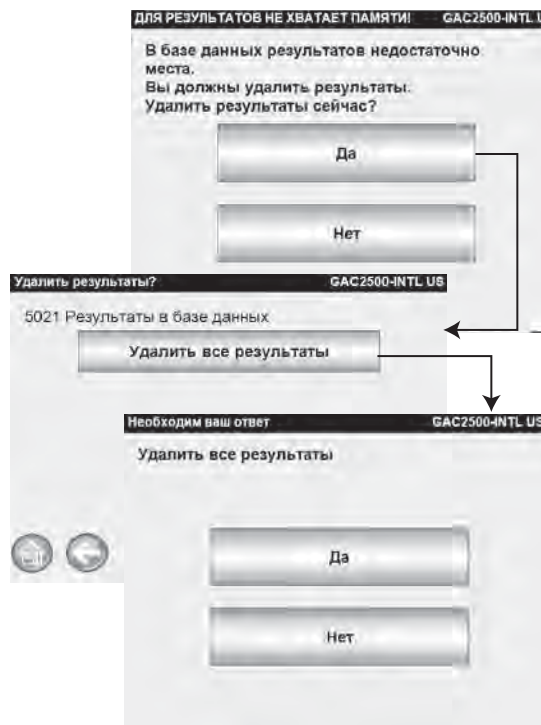 ДЛЯ РЕЗУЛЬТАТОВ НЕ ХВАТАЕТ ПАМЯТИ! GAC2500-INTL
В базе данных результатов недостаточно
места.
Вы должны удалить результаты.
Удалить результаты сейчас?
Да
Нет
Удалить результаты? GAC2500-INTL US
5021 Результаты в базе данных
Удалить все результаты
Необходим ваш ответ GAC2500-INTL US
Удалить все результаты
Да
Нет